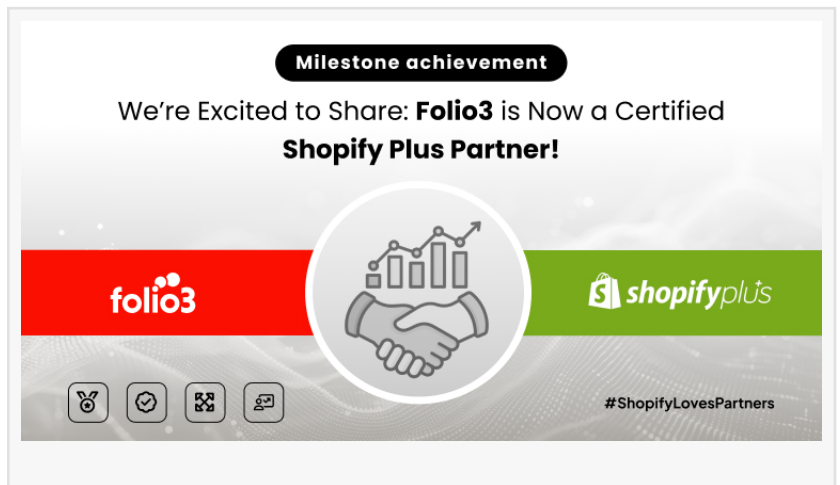 Milestone achievement
We're Excited to Share: Folio3 is Now a Certified
Shopify Plus Partner!
folio3
shopifyplus
#ShopifyLovesPartners